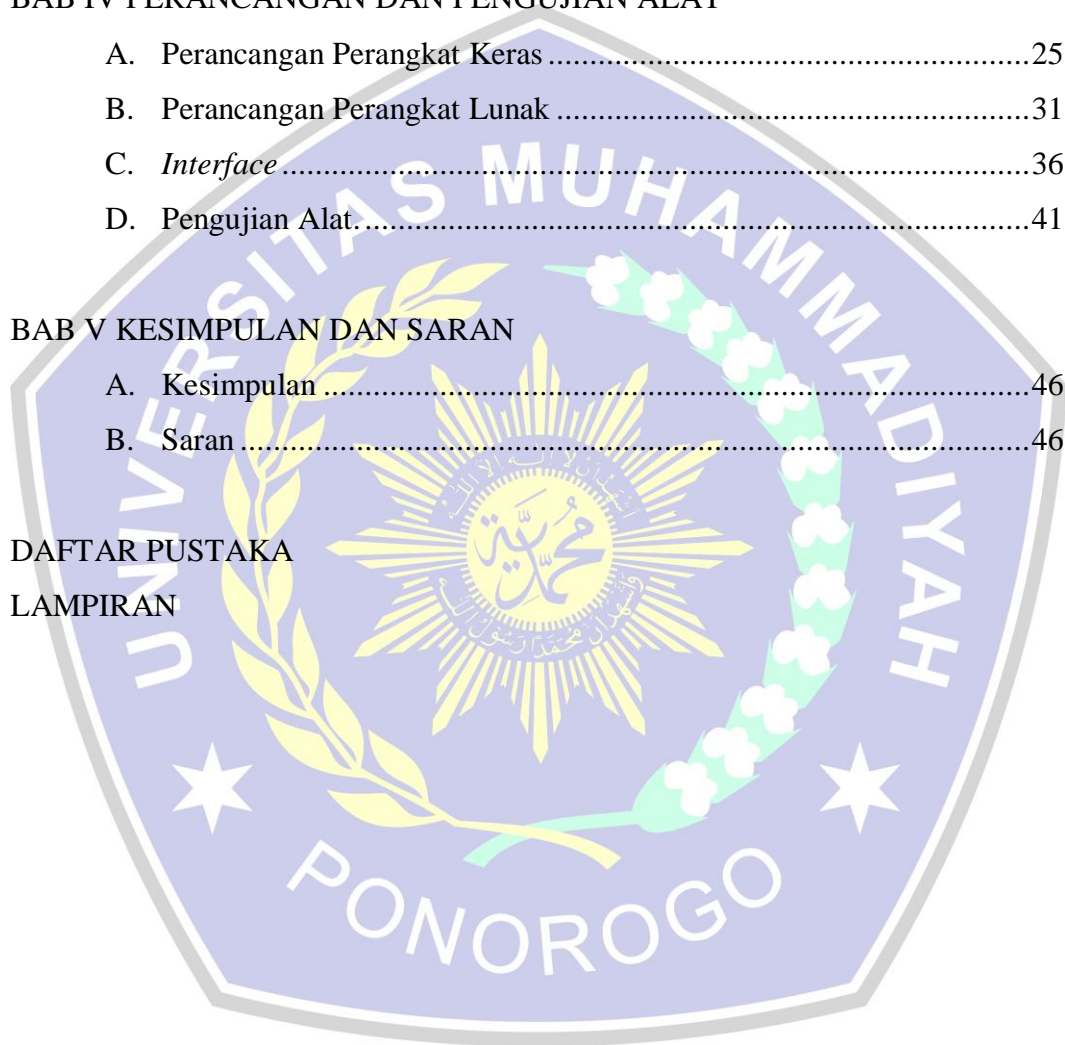 BAB IV PERANCANGAN DAN PENGUJIAN ALAT
A. Perancangan Perangkat Keras ........................................................... 25
B. Perancangan Perangkat Lunak .......................................................... 31
C. Interface ........................................................................................... 36
D. Pengujian Alat. ................................................................................. 41
BAB V KESIMPULAN DAN SARAN
A. Kesimpulan ...................................................................................... 46
B. Saran ................................................................................................ 46
DAFTAR PUSTAKA
LAMPIRAN
UNIVERSITAS MUHAMMADIYAH
PONOROGO
محمدية